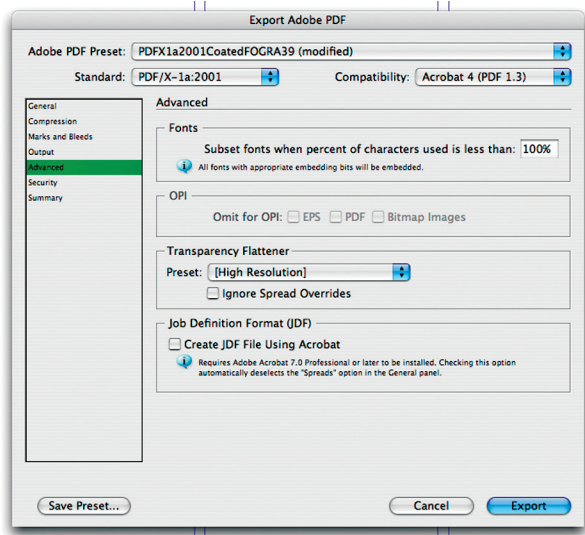 Export Adobe PDF
Adobe PDF Preset: PDFX1a2001CoatedFOGRA39 (modified)
Standard: PDF/X-1a:2001 Compatibility: Acrobat 4 (PDF 1.3)
General
Compression
Marks and Bleeds
Output
Advanced
Security
Summary
Advanced
Fonts
Subset fonts when percent of characters used is less than: 100%
All fonts with appropriate embedding bits will be embedded.
OPI
Omit for OPI: EPS PDF Bitmap Images
Transparency Flattener
Preset: [High Resolution]
Ignore Spread Overrides
Job Definition Format (JDF)
Create JDF File Using Acrobat
Requires Adobe Acrobat 7.0 Professional or later to be installed. Checking this option
automatically deselects the "Spreads" option in the General panel.
Save Preset... Cancel Export